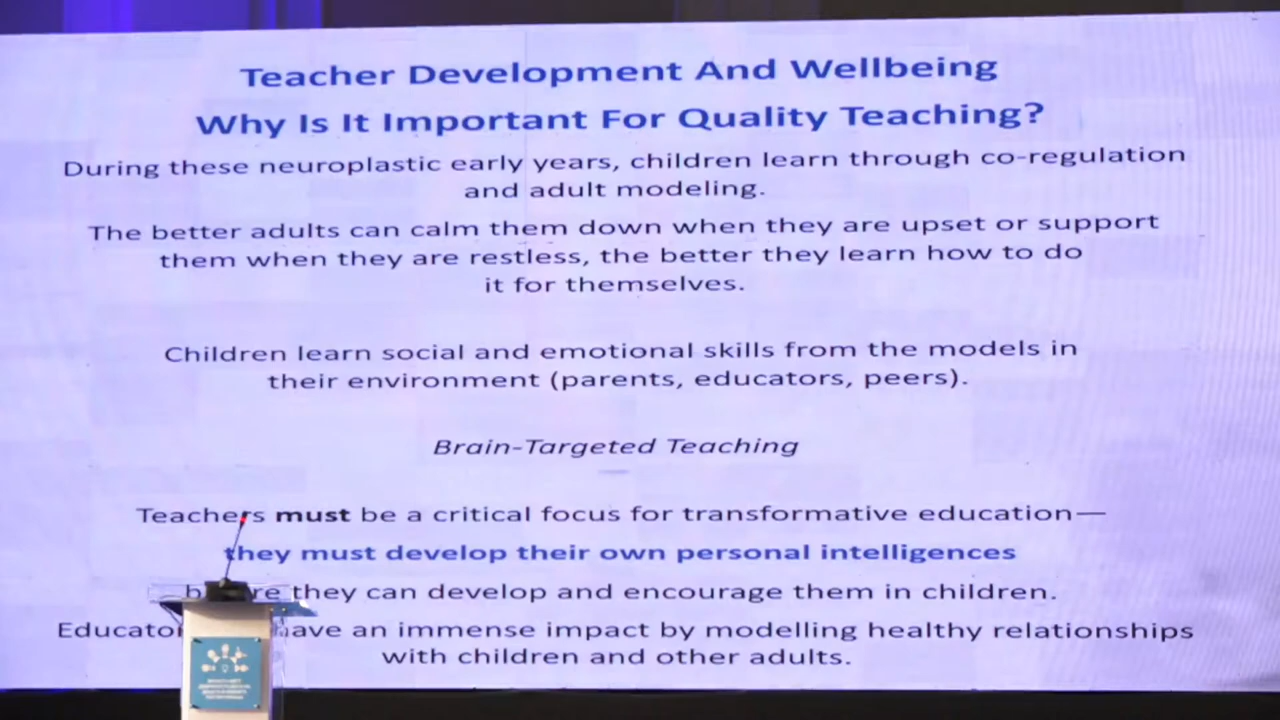 Teacher Development And Wellbeing
Why Is It Important For Quality Teaching?
During these neuroplastic early years, children learn through co-regulation
and adult modeling.
The better adults can calm them down when they are upset or support
them when they are restless, the better they learn how to do
it for themselves.
Children learn social and emotional skills from the models in
their environment (parents, educators, peers).
Brain-Targeted Teaching
Teachers must be a critical focus for transformative education—
they must develop their own personal intelligences
they can develop and encourage them in children.
an immense impact by modelling healthy relationships
with children and other adults.